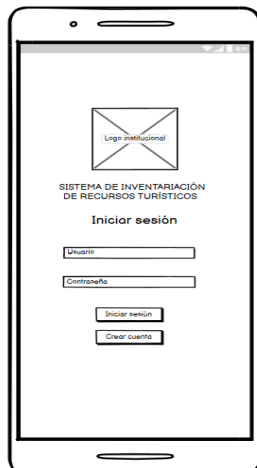 Logo institucional
SISTEMA DE INVENTARIACIÓN
DE RECURSOS TURÍSTICOS
Iniciar sesión
Usuario
Contraseña
Iniciar sesión
Crear cuenta